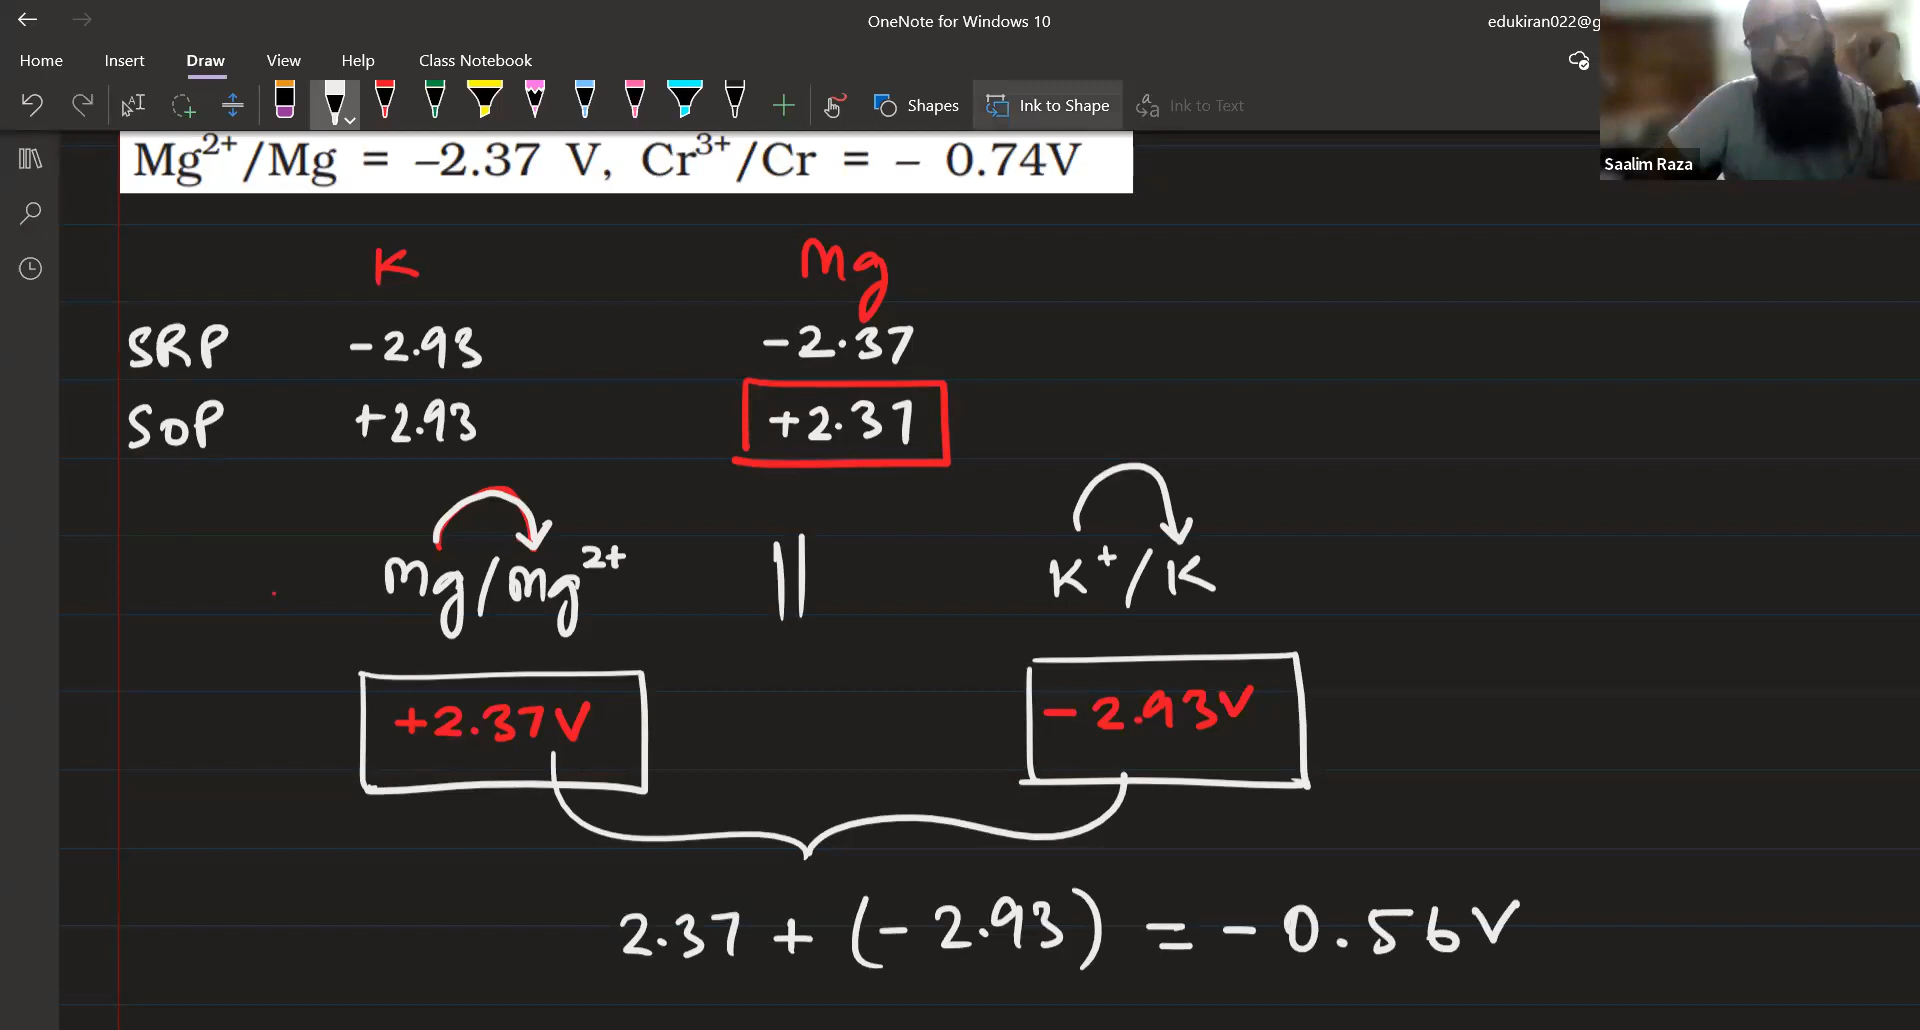 OneNote for Windows 10
edukiran022@g
Home Insert Draw View Help Class Notebook
Shapes Ink to Shape Ink to Text
Saalim Raza
Mg²⁺/Mg = –2.37 V, Cr³⁺/Cr = – 0.74V
K Mg
SRP -2.93 -2.37
SOP +2.93 +2.37
Mg/Mg²⁺ || K⁺/K
+2.37V -2.93V
2.37 + (-2.93) = -0.56V